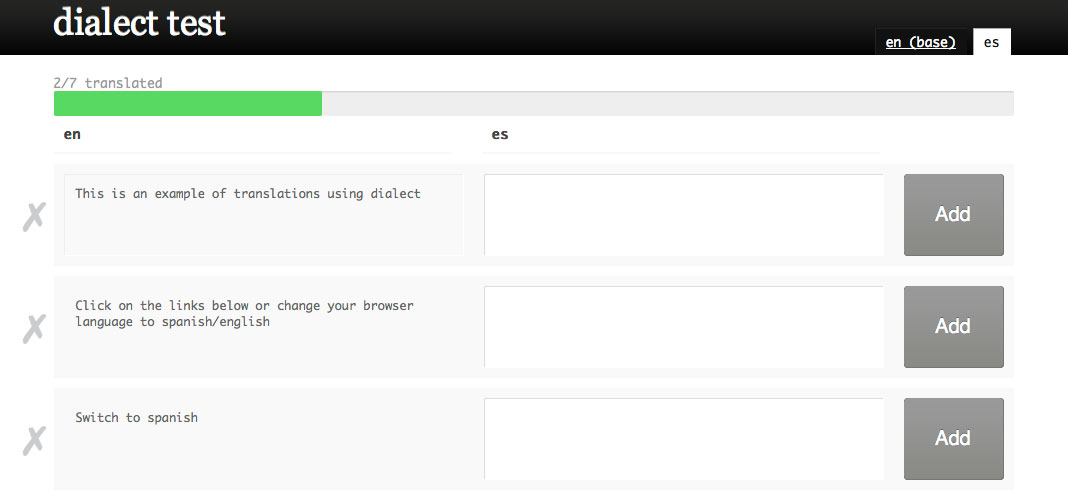 dialect test
en (base) es
2/7 translated
en es
This is an example of translations using dialect
Add
Click on the links below or change your browser
language to spanish/english
Add
Switch to spanish
Add